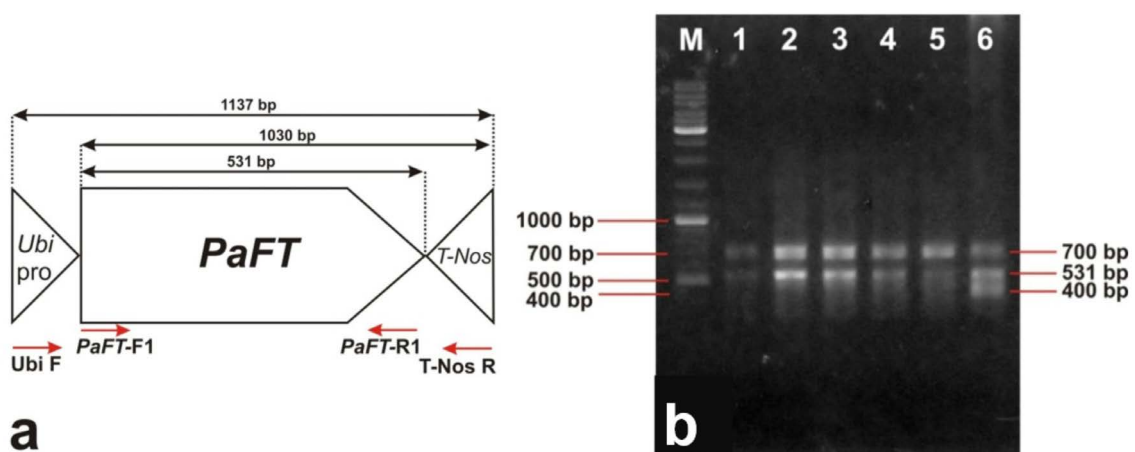 1137 bp
1030 bp
531 bp
Ubi
pro
PaFT
T-Nos
Ubi F
PaFT-F1
PaFT-R1
T-Nos R
a
M 1 2 3 4 5 6
1000 bp
700 bp
500 bp
400 bp
700 bp
531 bp
400 bp
b